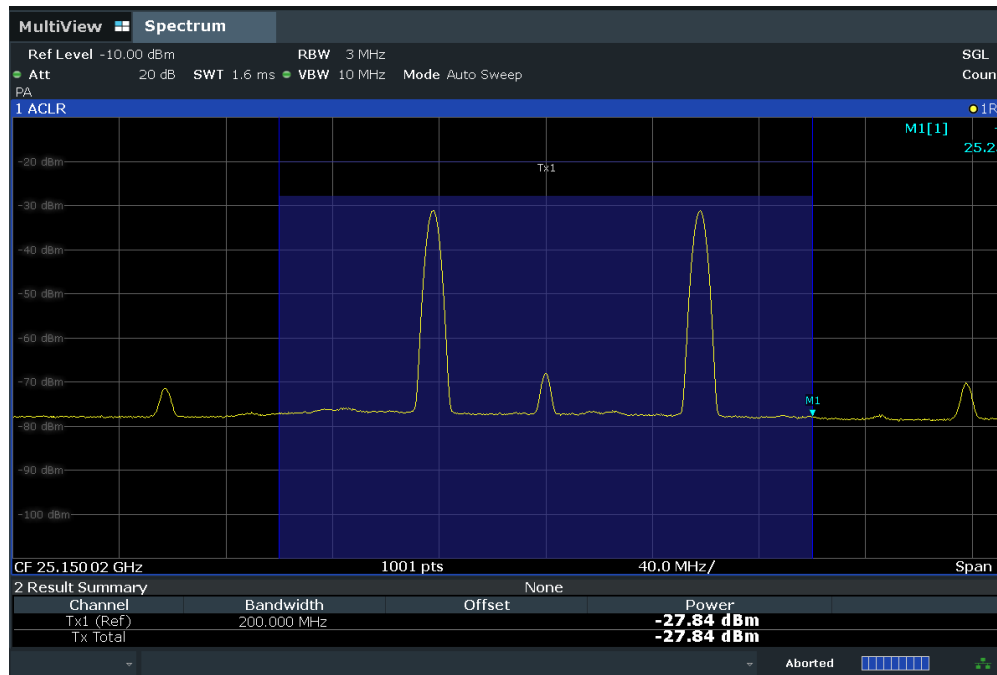 MultiView Spectrum
Ref Level -10.00 dBm RBW 3 MHz SGL
Att 20 dB SWT 1.6 ms VBW 10 MHz Mode Auto Sweep Coun
PA
1 ACLR 1R
M1[1] -
25.2
-20 dBm
Tx1
-30 dBm
-40 dBm
-50 dBm
-60 dBm
-70 dBm
M1
-80 dBm
-90 dBm
-100 dBm
CF 25.150 02 GHz 1001 pts 40.0 MHz/ Span
2 Result Summary None
Channel Bandwidth Offset Power
Tx1 (Ref) 200.000 MHz -27.84 dBm
Tx Total -27.84 dBm
Aborted